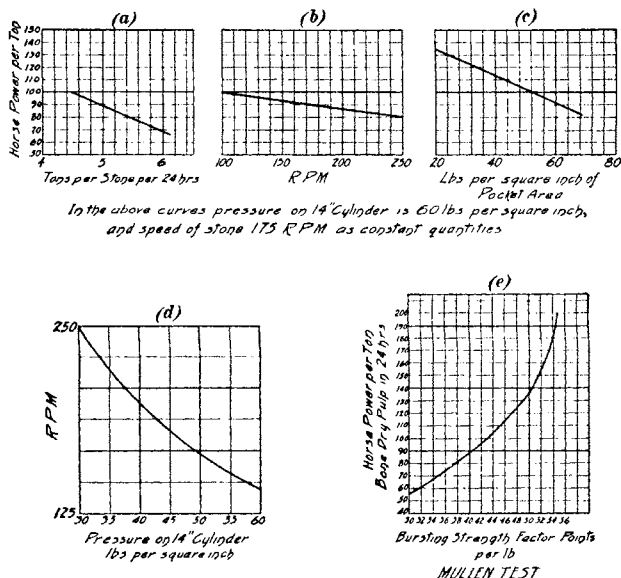 (a)
(b)
(c)
Horse Power per Ton
150
140
130
120
110
100
90
80
70
60
50
4 5 6
Tons per Stone per 24 hrs
100 150 200 250
RPM
20 40 60 80
Lbs per square inch of
Pocket Area
In the above curves pressure on 14" Cylinder is 60 lbs per square inch,
and speed of stone 175 RPM as constant quantities
(d)
250
RPM
125
30 35 40 45 50 55 60
Pressure on 14" Cylinder
lbs per square inch
(e)
Horse Power per Ton
Bone Dry Pulp in 24 hrs
200
190
180
170
160
150
140
130
120
110
100
90
80
70
60
50
40
30 32 34 36 38 40 42 44 46 48 50 52 54 56
Bursting Strength Factor Points
per lb
MULLEN TEST